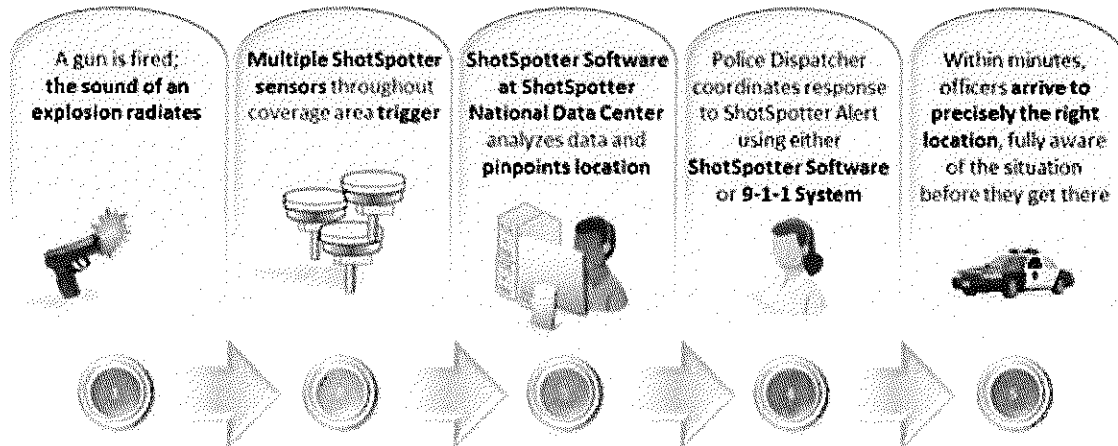 A gun is fired;
the sound of an
explosion radiates
Multiple ShotSpotter
sensors throughout
coverage area trigger
ShotSpotter Software
at ShotSpotter
National Data Center
analyzes data and
pinpoints location
Police Dispatcher
coordinates response
to ShotSpotter Alert
using either
ShotSpotter Software
or 9-1-1 System
Within minutes,
officers arrive to
precisely the right
location, fully aware
of the situation
before they get there